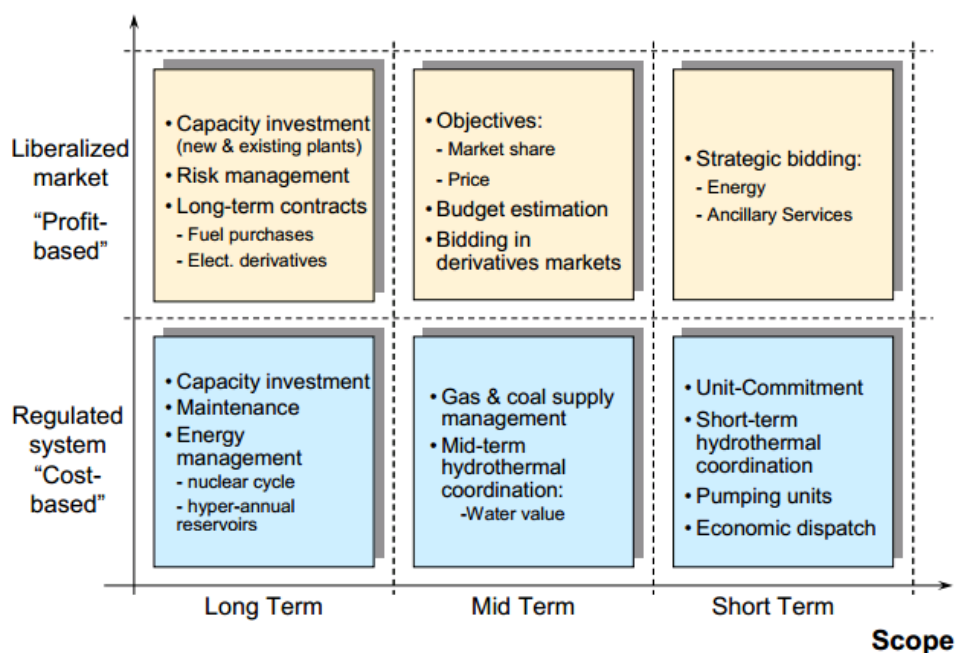 Liberalized
market
“Profit-
based”
• Capacity investment
(new & existing plants)
• Risk management
• Long-term contracts
- Fuel purchases
- Elect. derivatives
• Objectives:
- Market share
- Price
• Budget estimation
• Bidding in
derivatives markets
• Strategic bidding:
- Energy
- Ancillary Services
Regulated
system
“Cost-
based”
• Capacity investment
• Maintenance
• Energy
management
- nuclear cycle
- hyper-annual
reservoirs
• Gas & coal supply
management
• Mid-term
hydrothermal
coordination:
-Water value
• Unit-Commitment
• Short-term
hydrothermal
coordination
• Pumping units
• Economic dispatch
Long Term
Mid Term
Short Term
Scope